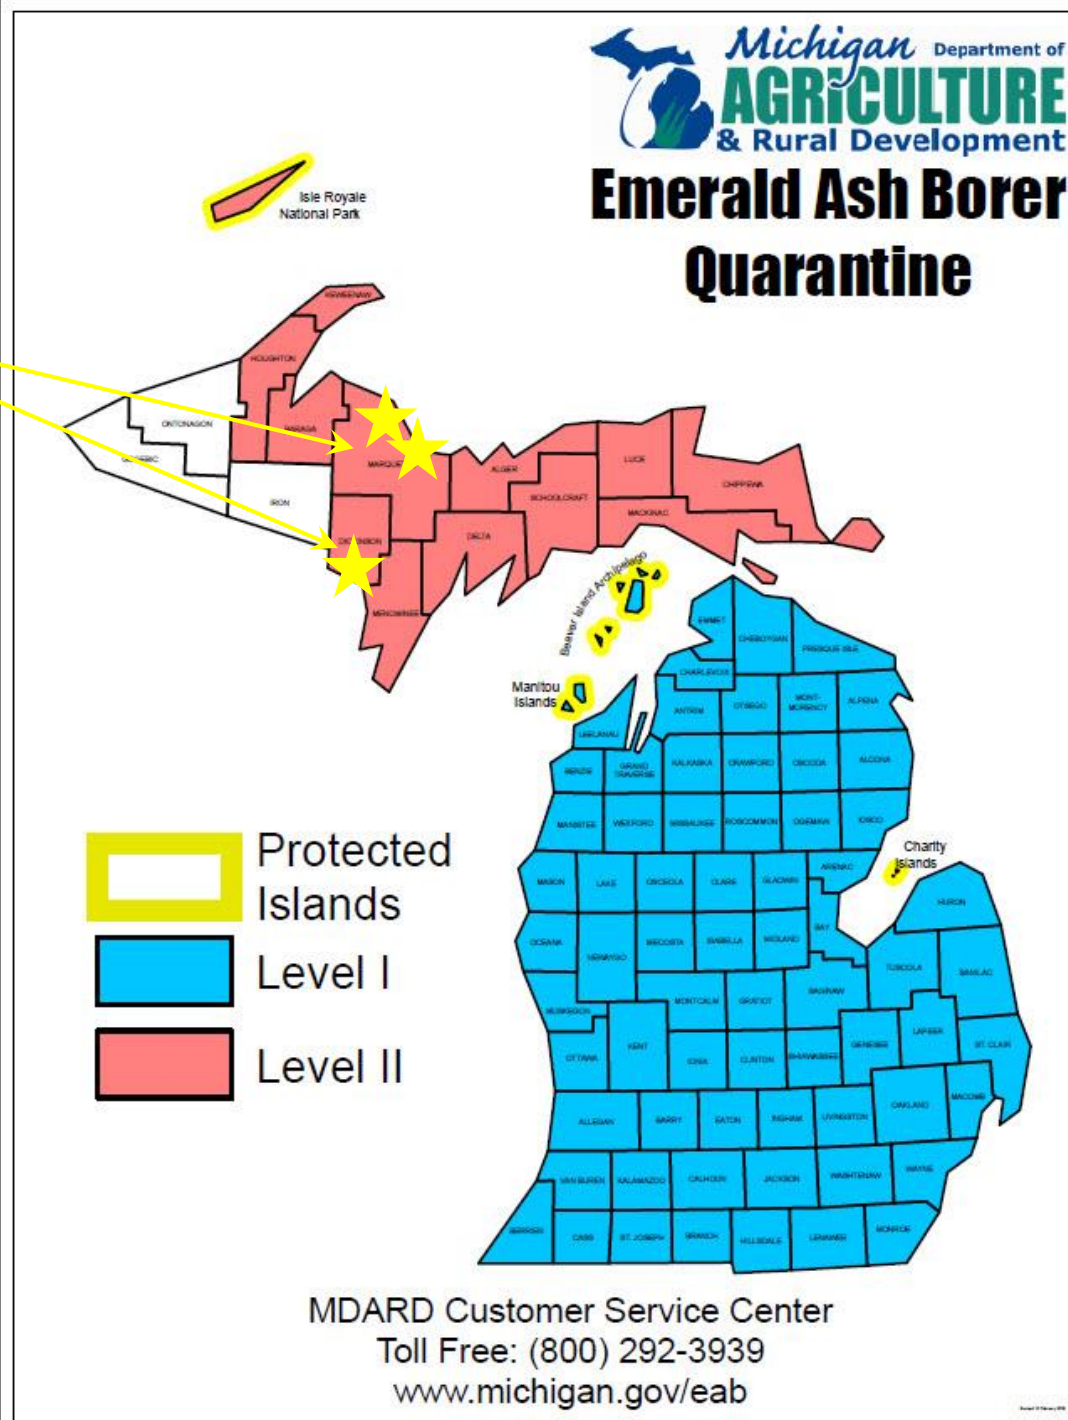 Michigan Department of
AGRICULTURE
& Rural Development
Emerald Ash Borer
Quarantine
Isle Royale
National Park
KEWEENAW
HOUGHTON
ONTONAGON
BARAGA
GOGEBIC
MARQUE
ALGER
LUCE
CHIPPEWA
IRON
SCHOOLCRAFT
MACKINAC
DICKINSON
DELTA
MENOMINEE
Beaver Island Archipelago
EMMET
CHEBOYGAN
PRESQUE ISLE
CHARLEVOIX
Manitou
Islands
ANTRIM
OTSEGO
MONT-
MORENCY
ALPENA
LEELANAU
BENZIE
GRAND
TRAVERSE
KALKASKA
CRAWFORD
OSCODA
ALCONA
MANISTEE
WEXFORD
MISSAUKEE
ROSCOMMON
OGEMAW
IOSCO
Charity
Islands
Protected
Islands
MASON
LAKE
OSCEOLA
CLARE
GLADWIN
ARENAC
HURON
OCEANA
NEWAYGO
MECOSTA
ISABELLA
MIDLAND
BAY
Level I
TUSCOLA
SANILAC
MUSKEGON
MONTCALM
GRATIOT
SAGINAW
Level II
OTTAWA
KENT
IONIA
CLINTON
SHIAWASSEE
GENESEE
LAPEER
ST. CLAIR
ALLEGAN
BARRY
EATON
INGHAM
LIVINGSTON
OAKLAND
MACOMB
VAN BUREN
KALAMAZOO
CALHOUN
JACKSON
WASHTENAW
WAYNE
BERRIEN
CASS
ST. JOSEPH
BRANCH
HILLSDALE
LENAWEE
MONROE
MDARD Customer Service Center
Toll Free: (800) 292-3939
www.michigan.gov/eab